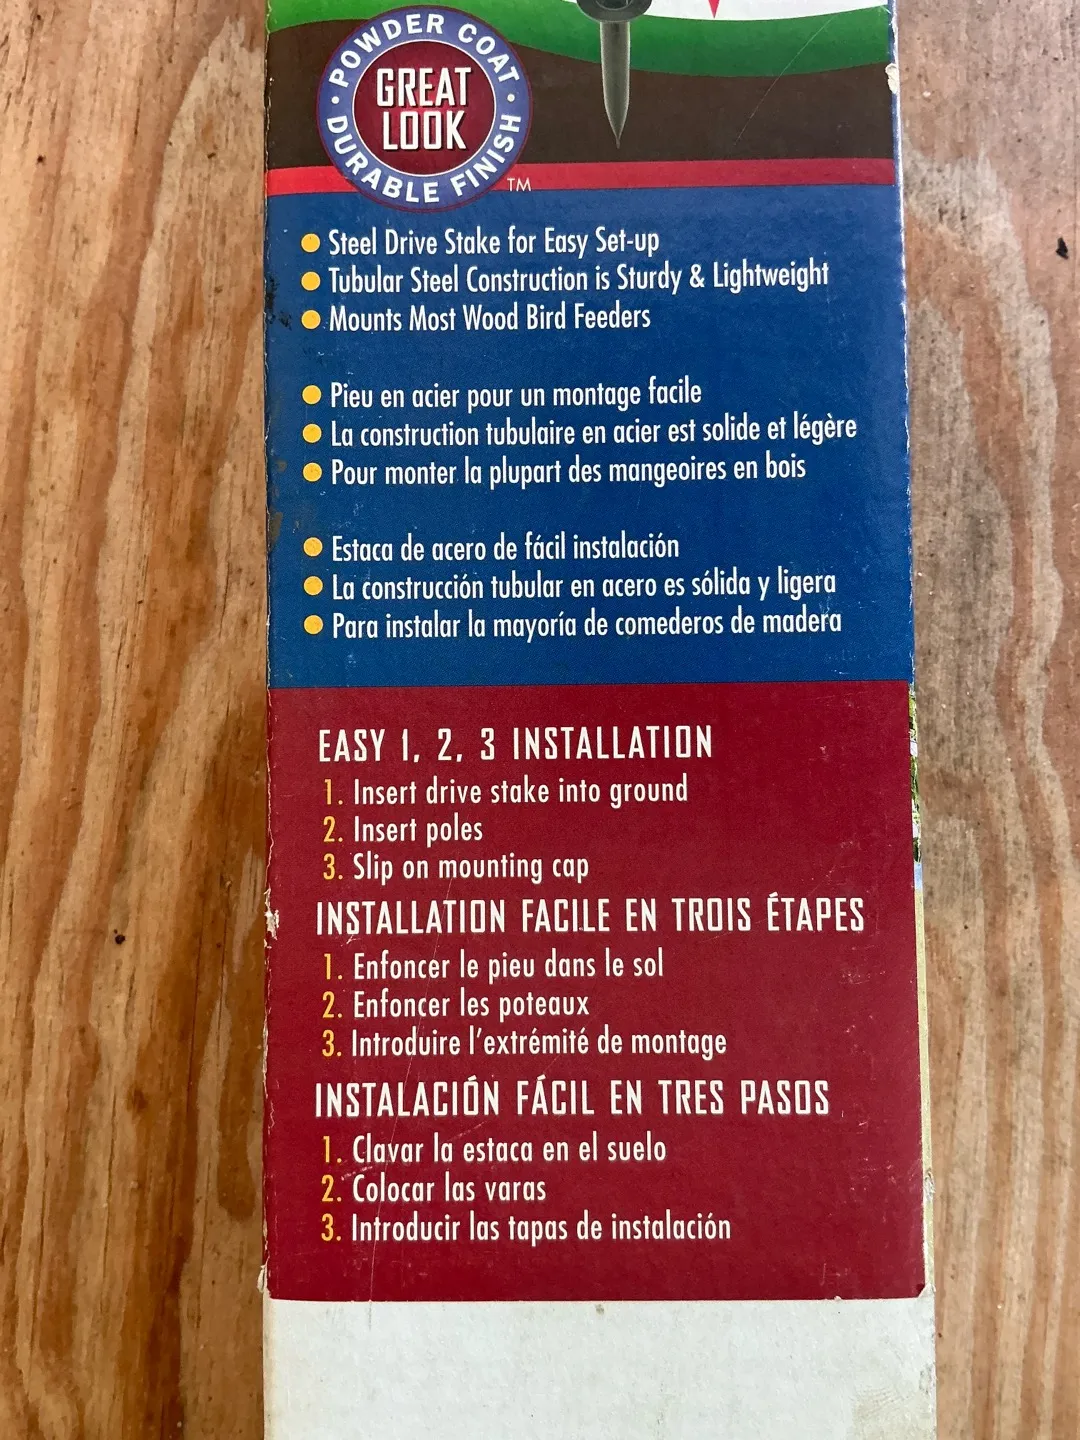 POWDER COAT
GREAT
LOOK
DURABLE FINISH
TM
Steel Drive Stake for Easy Set-up
Tubular Steel Construction is Sturdy & Lightweight
Mounts Most Wood Bird Feeders
Pieu en acier pour un montage facile
La construction tubulaire en acier est solide et légère
Pour monter la plupart des mangeoires en bois
Estaca de acero de fácil instalación
La construcción tubular en acero es sólida y ligera
Para instalar la mayoría de comederos de madera
EASY 1, 2, 3 INSTALLATION
1. Insert drive stake into ground
2. Insert poles
3. Slip on mounting cap
INSTALLATION FACILE EN TROIS ÉTAPES
1. Enfoncer le pieu dans le sol
2. Enfoncer les poteaux
3. Introduire l'extrémité de montage
INSTALACIÓN FÁCIL EN TRES PASOS
1. Clavar la estaca en el suelo
2. Colocar las varas
3. Introducir las tapas de instalación